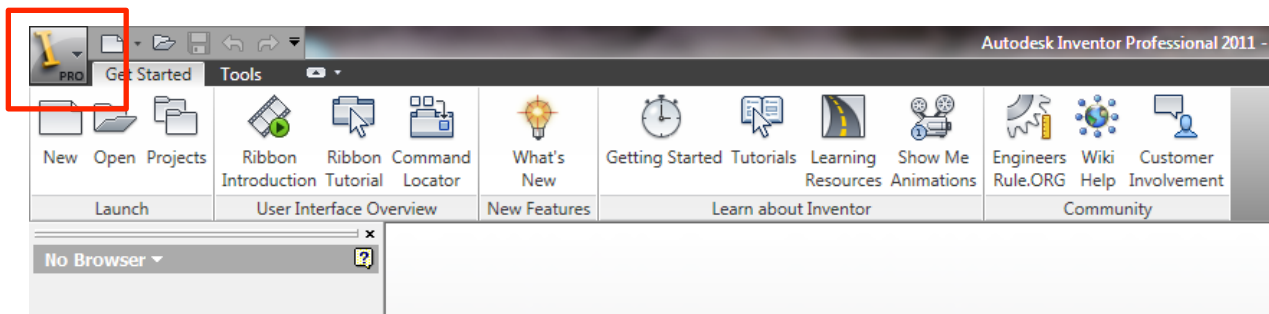 Autodesk Inventor Professional 2011 -
PRO Get Started Tools
New Open Projects Ribbon Ribbon Command What's Getting Started Tutorials Learning Show Me Engineers Wiki Customer
Introduction Tutorial Locator New Resources Animations Rule.ORG Help Involvement
Launch User Interface Overview New Features Learn about Inventor Community
No Browser